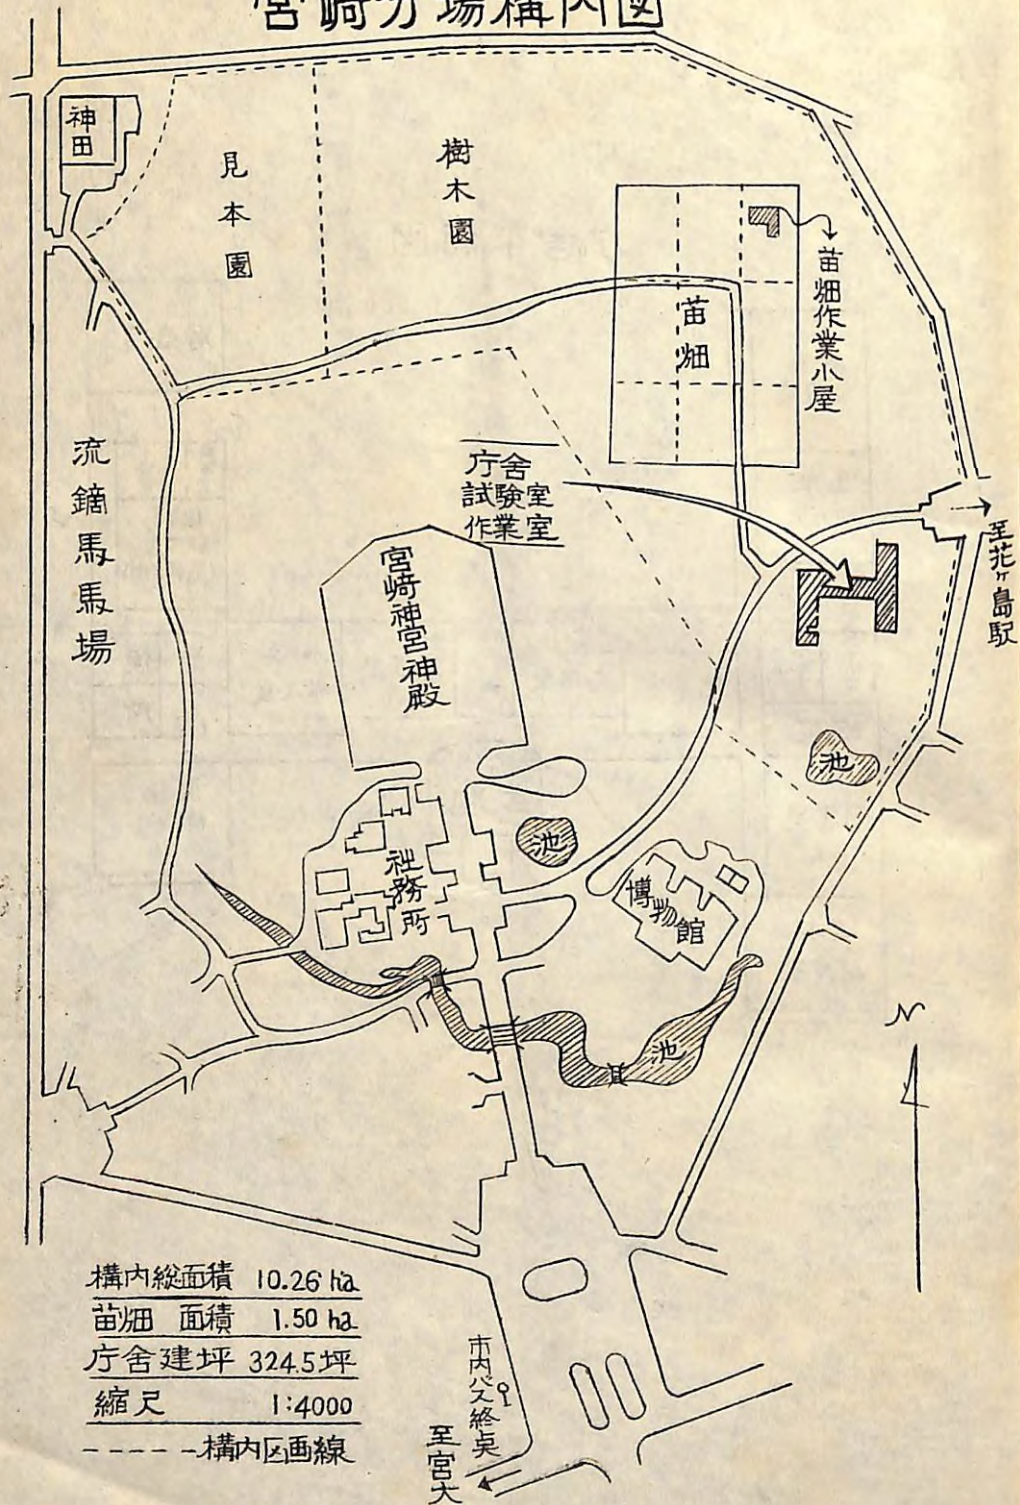 宮崎分場構内図
神田
見本園
樹木園
苗畑
苗畑作業小屋
流鏑馬馬場
庁舎
試験室
作業室
至花ヶ島駅
宮崎神宮神殿
池
池
社務所
博物館
池
N
構内総面積 10.26 ha
苗畑 面積 1.50 ha
庁舎建坪 324.5坪
縮尺 1:4000
-----構内区画線
市内バス終点
至宮大